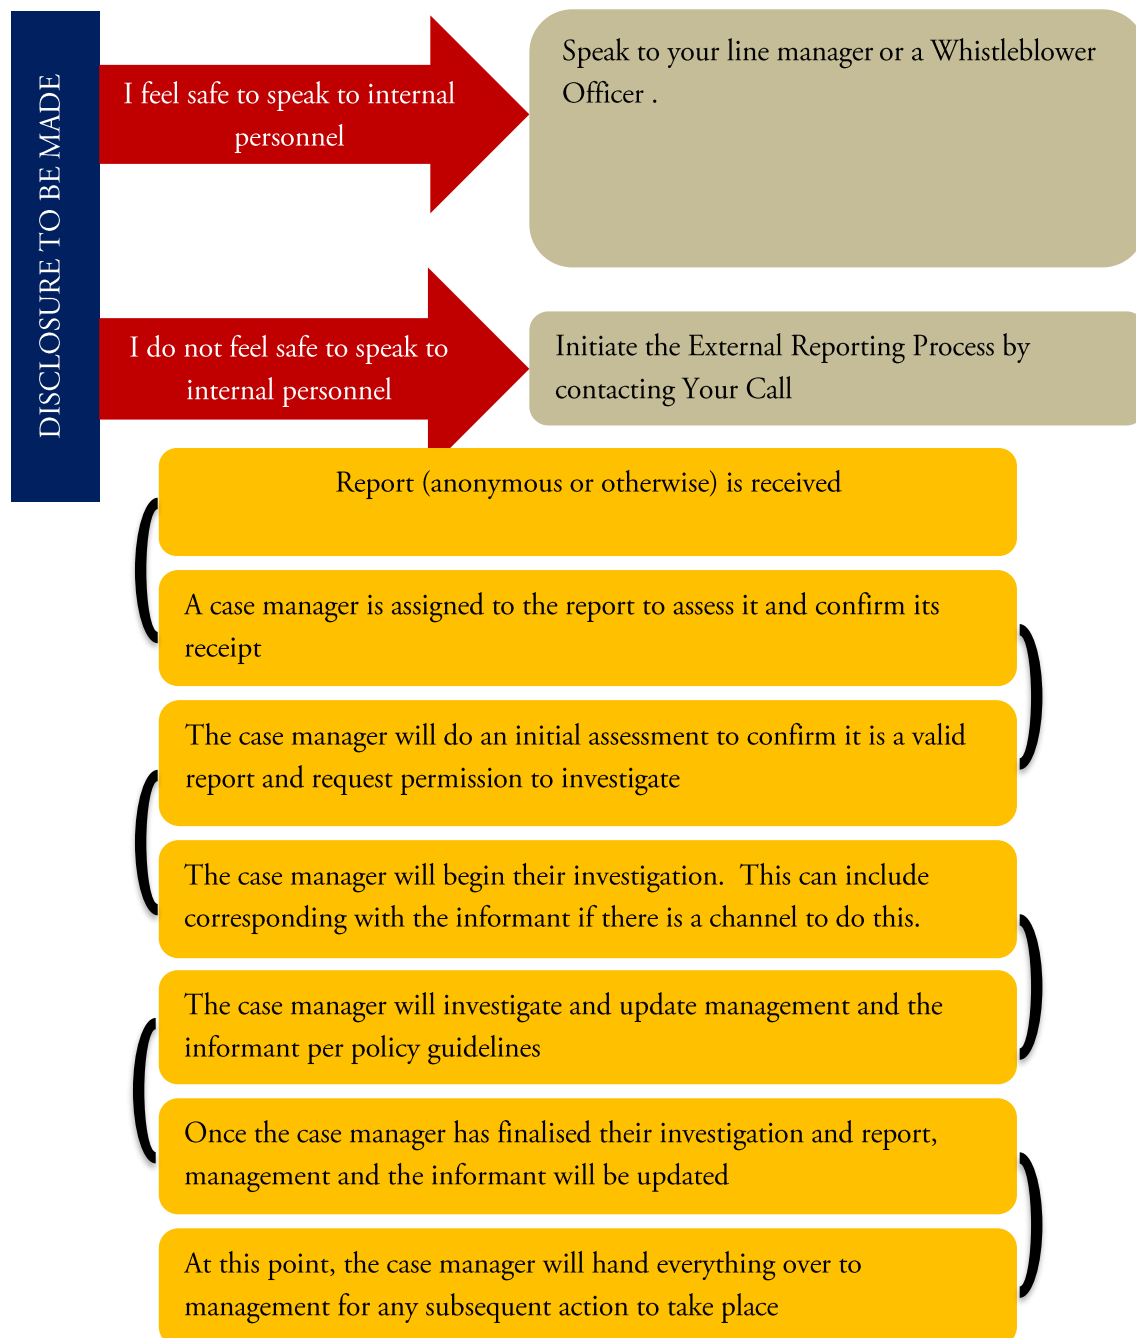 DISCLOSURE TO BE MADE
I feel safe to speak to internal
personnel
Speak to your line manager or a Whistleblower
Officer .
I do not feel safe to speak to
internal personnel
Initiate the External Reporting Process by
contacting Your Call
Report (anonymous or otherwise) is received
A case manager is assigned to the report to assess it and confirm its
receipt
The case manager will do an initial assessment to confirm it is a valid
report and request permission to investigate
The case manager will begin their investigation.  This can include
corresponding with the informant if there is a channel to do this.
The case manager will investigate and update management and the
informant per policy guidelines
Once the case manager has finalised their investigation and report,
management and the informant will be updated
At this point, the case manager will hand everything over to
management for any subsequent action to take place